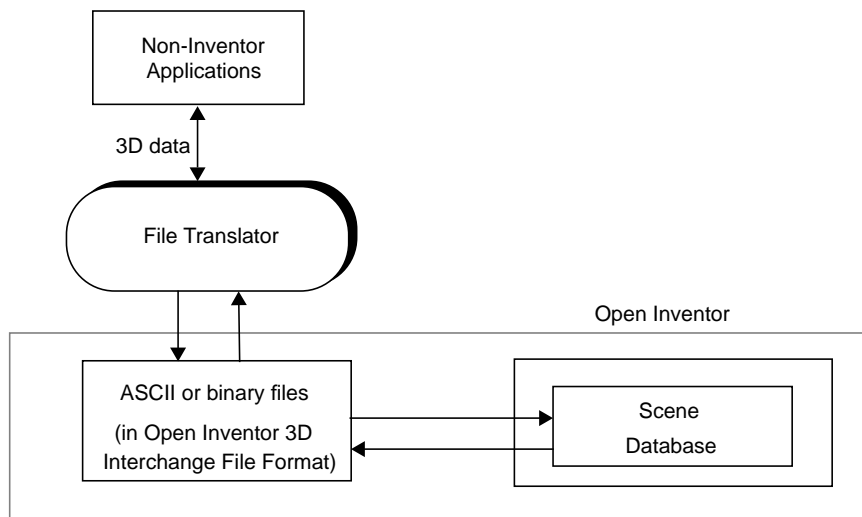 Non-Inventor
Applications
3D data
File Translator
Open Inventor
ASCII or binary files
(in Open Inventor 3D
Interchange File Format)
Scene
Database